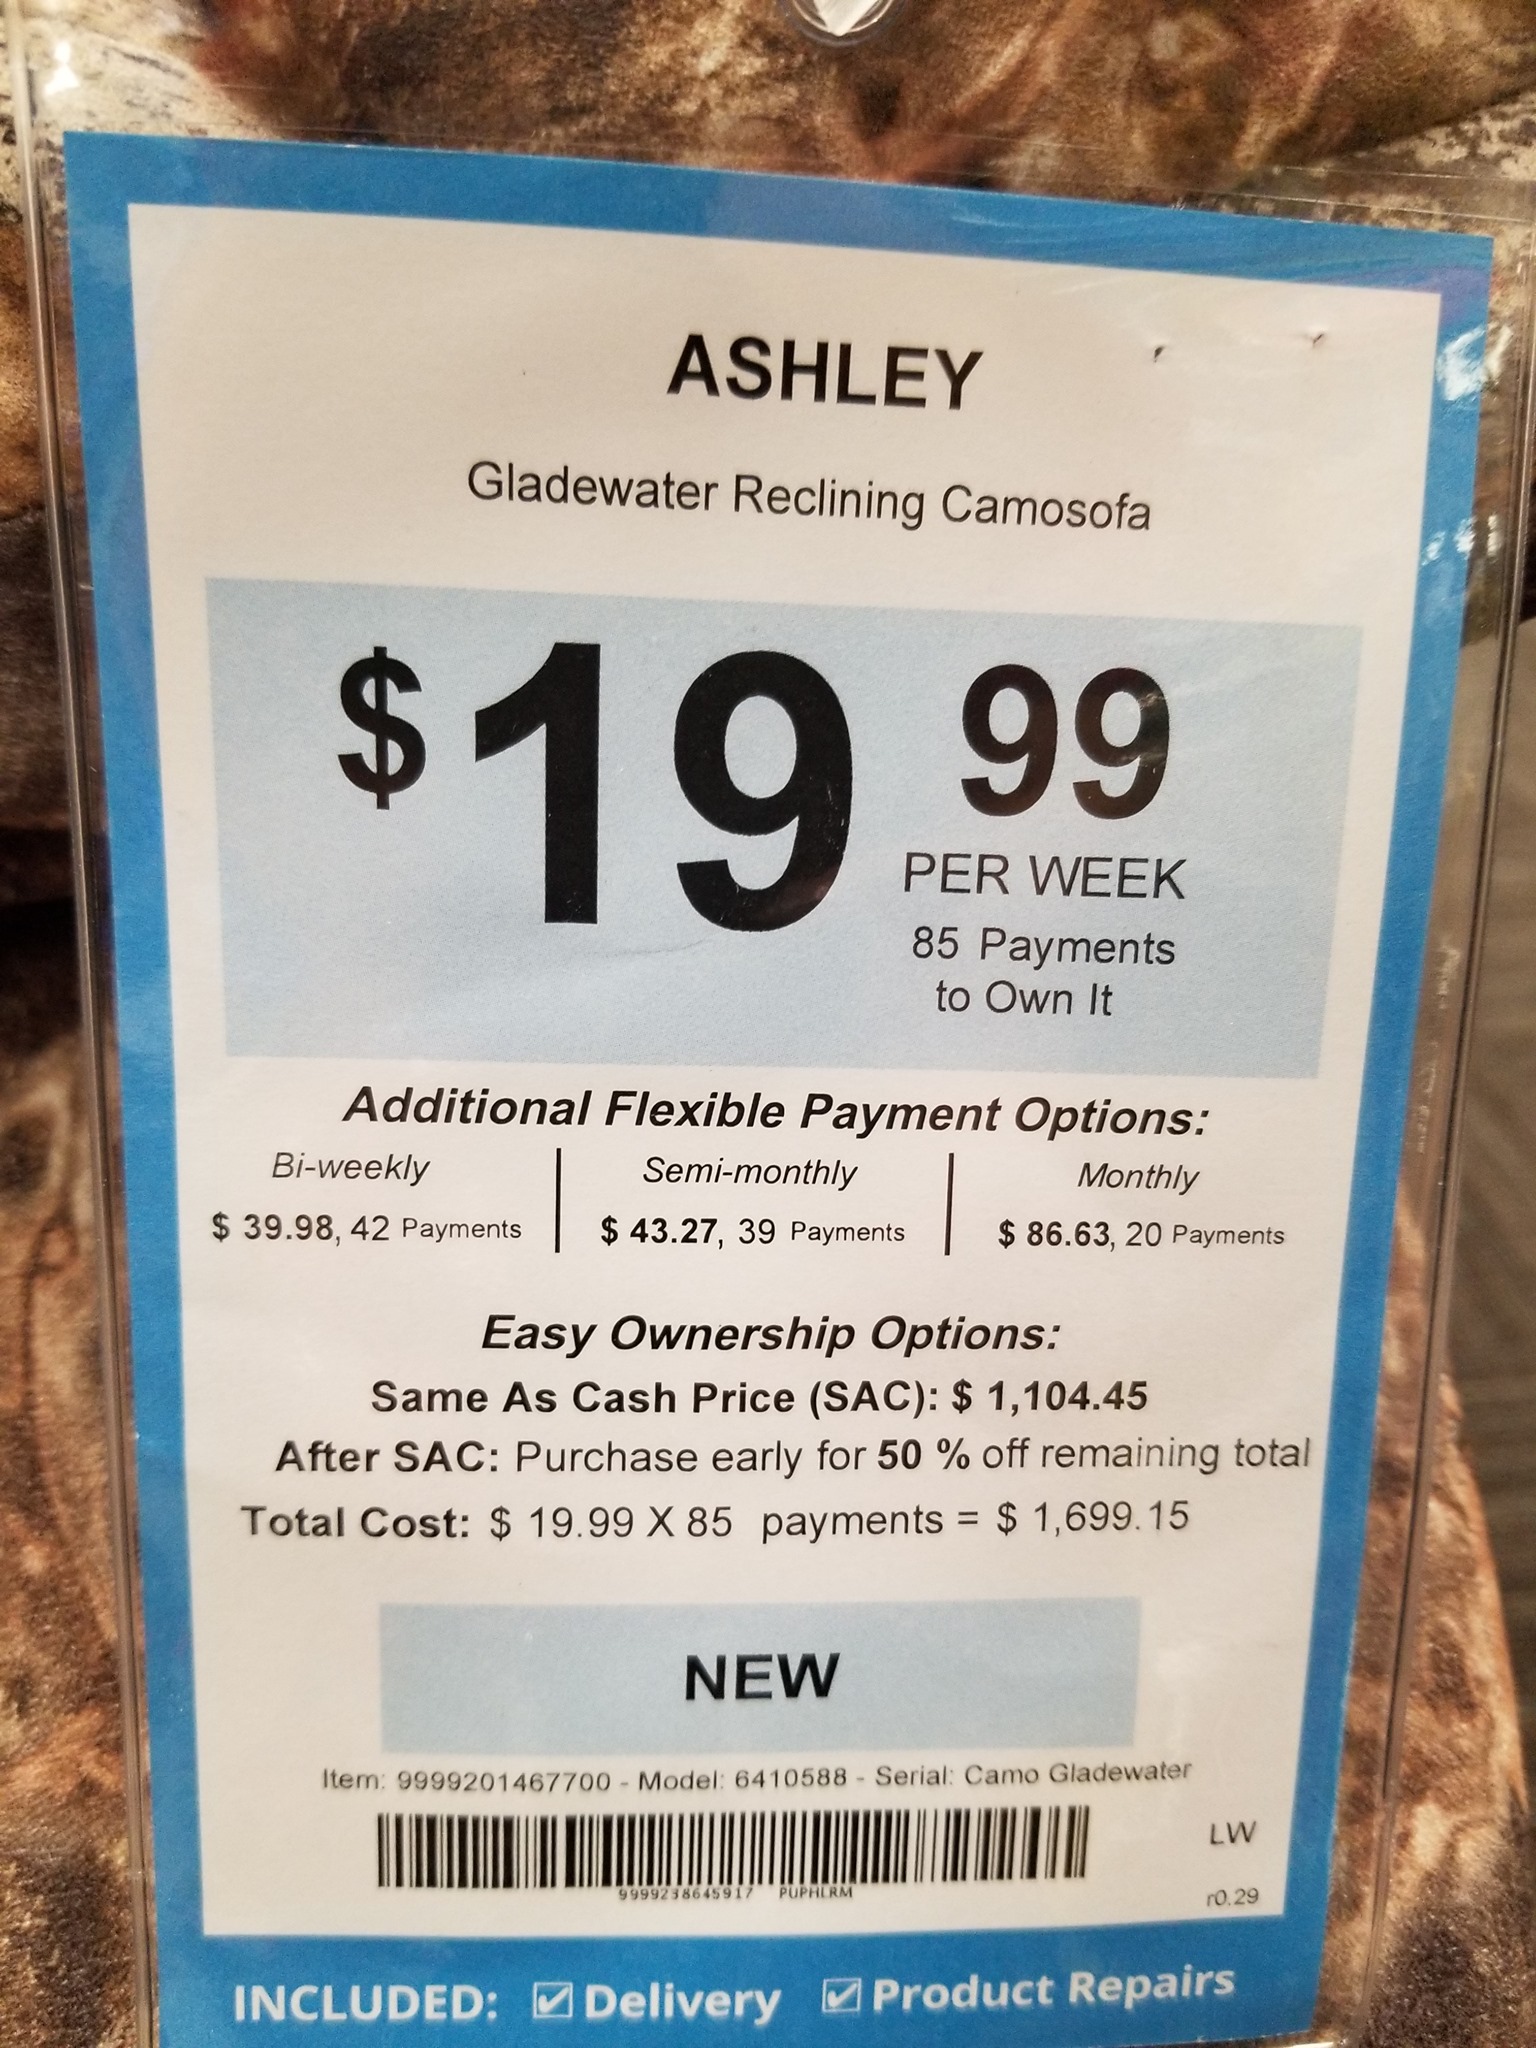 ASHLEY
Gladewater Reclining Camosofa
$ 19 99
PER WEEK
85 Payments
to Own It
Additional Flexible Payment Options:
Bi-weekly Semi-monthly Monthly
$ 39.98, 42 Payments $ 43.27, 39 Payments $ 86.63, 20 Payments
Easy Ownership Options:
Same As Cash Price (SAC): $ 1,104.45
After SAC: Purchase early for 50 % off remaining total
Total Cost: $ 19.99 X 85 payments = $ 1,699.15
NEW
Item: 9999201467700 - Model: 6410588 - Serial: Camo Gladewater
LW
9999238645917 PUPHLRM
r0.29
INCLUDED: ☑ Delivery ☑ Product Repairs